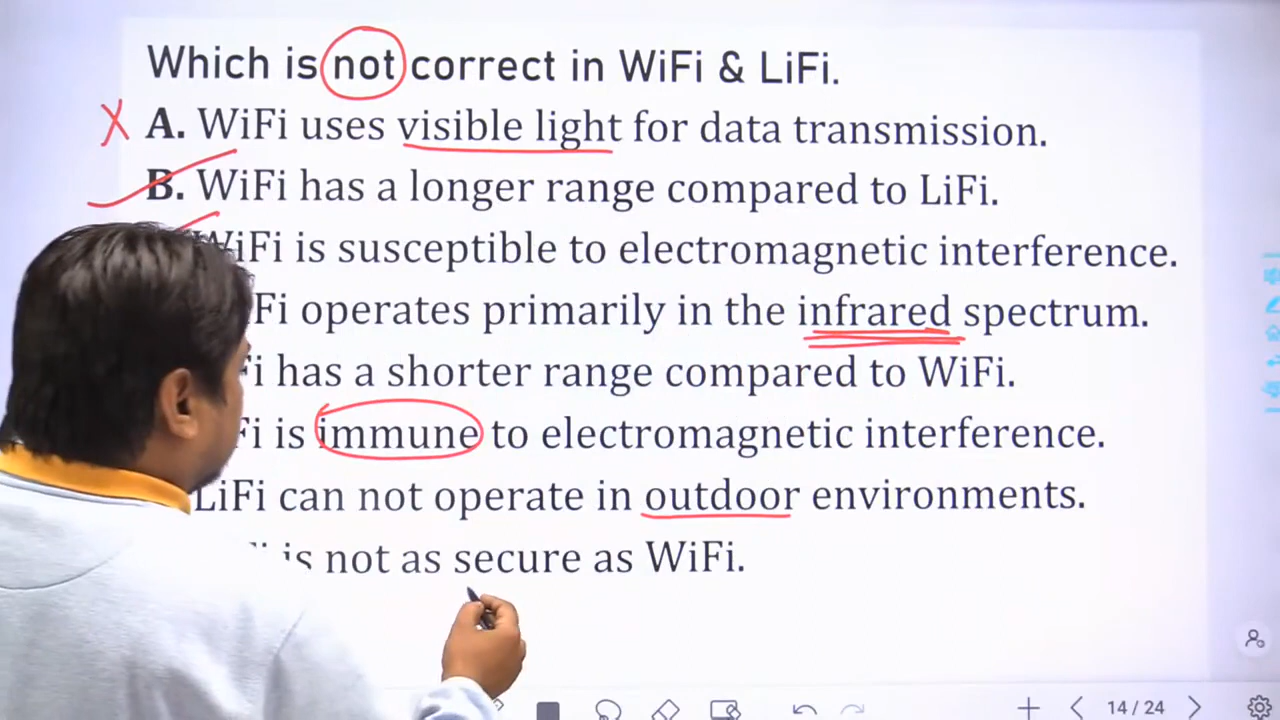 Which is not correct in WiFi & LiFi.
X A. WiFi uses visible light for data transmission.
B. WiFi has a longer range compared to LiFi.
WiFi is susceptible to electromagnetic interference.
Fi operates primarily in the infrared spectrum.
Fi has a shorter range compared to WiFi.
Fi is immune to electromagnetic interference.
LiFi can not operate in outdoor environments.
is not as secure as WiFi.
14 / 24